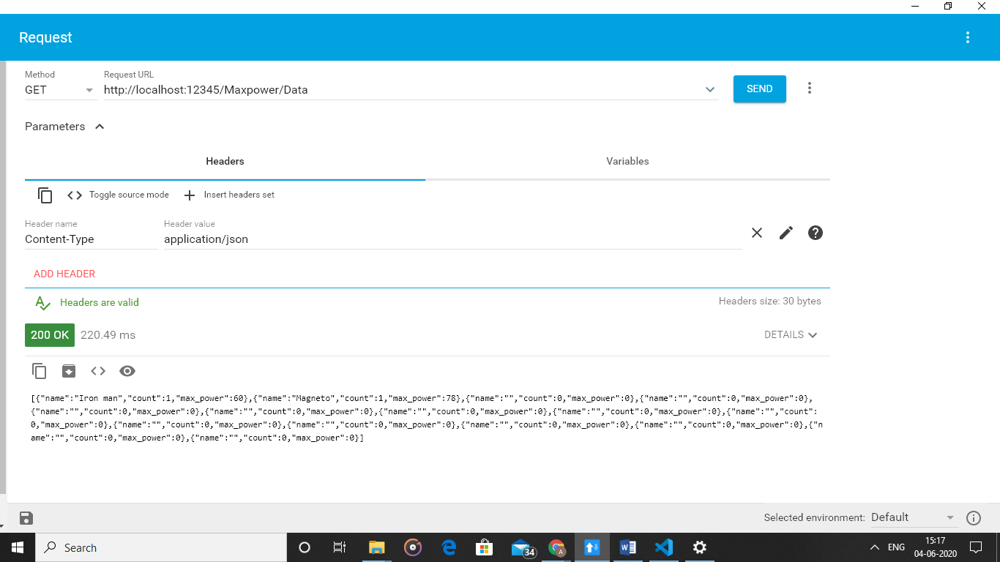 Request
Method
Request URL
GET
http://localhost:12345/Maxpower/Data
SEND
Parameters
Headers
Variables
Toggle source mode
Insert headers set
Header name
Header value
Content-Type
application/json
ADD HEADER
Headers are valid
Headers size: 30 bytes
200 OK
220.49 ms
DETAILS
[{"name":"Iron man","count":1,"max_power":60},{"name":"Magneto","count":1,"max_power":78},{"name":"","count":0,"max_power":0},{"name":"","count":0,"max_power":0},
{"name":"","count":0,"max_power":0},{"name":"","count":0,"max_power":0},{"name":"","count":0,"max_power":0},{"name":"","count":0,"max_power":0},{"name":"","count":
0,"max_power":0},{"name":"","count":0,"max_power":0},{"name":"","count":0,"max_power":0},{"name":"","count":0,"max_power":0},{"name":"","count":0,"max_power":0},{"n
ame":"","count":0,"max_power":0},{"name":"","count":0,"max_power":0}]
Selected environment:
Default
Search
34
A
ENG
15:17
04-06-2020